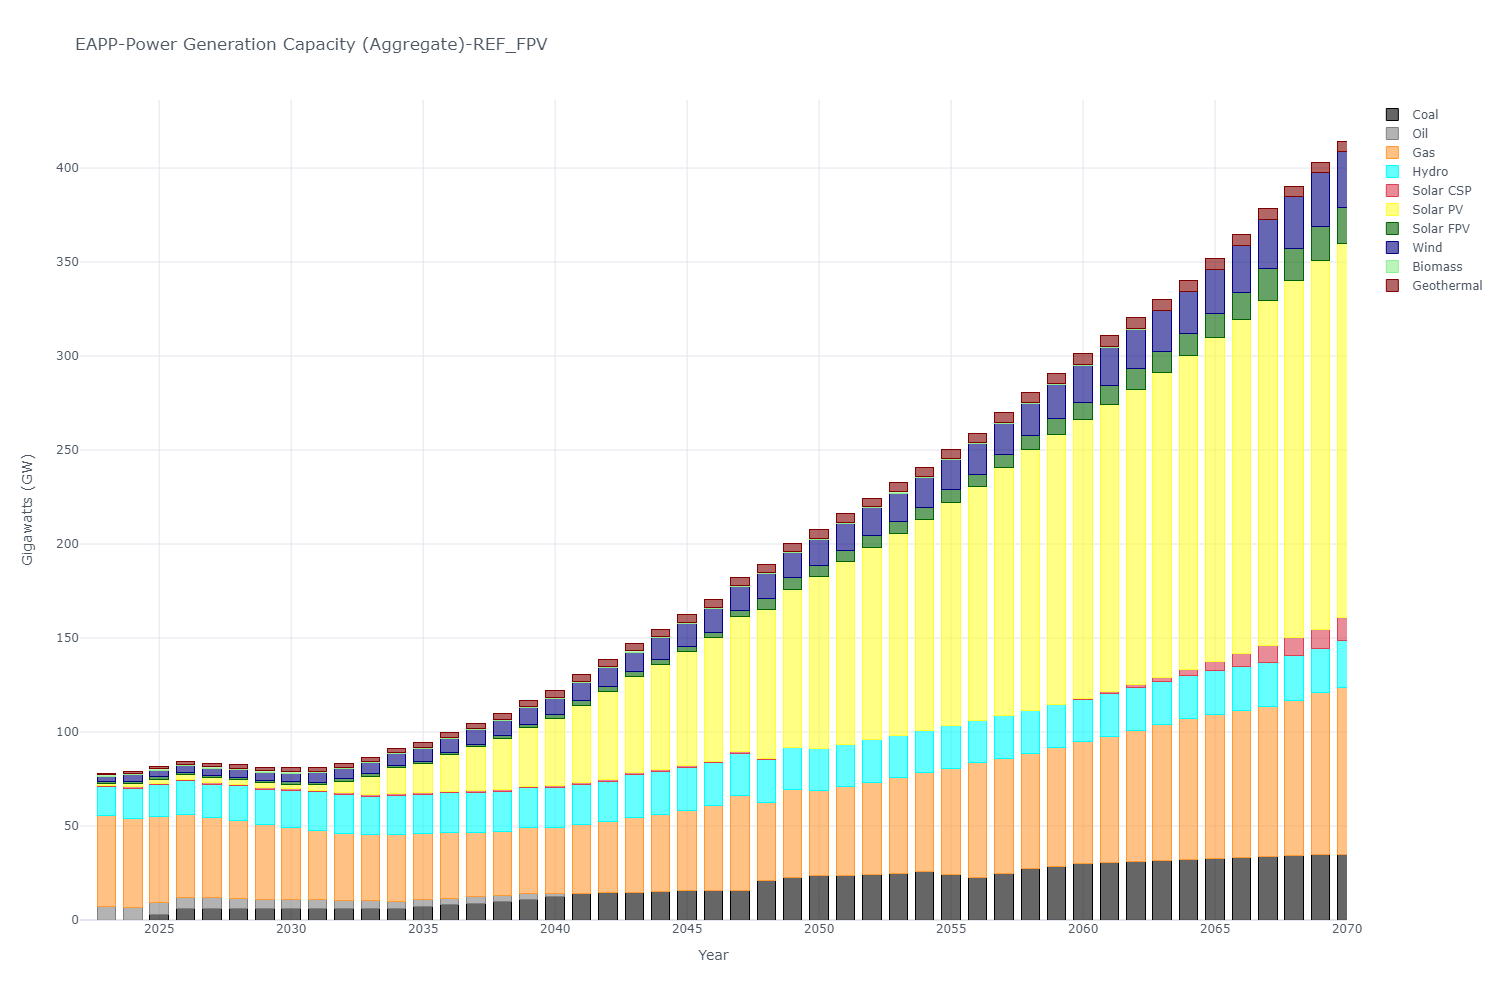 EAPP-Power Generation Capacity (Aggregate)-REF_FPV
Coal
Oil
Gas
Hydro
Solar CSP
Solar PV
Solar FPV
Wind
Biomass
Geothermal
400
350
300
250
200
150
100
50
0
Gigawatts (GW)
2025
2030
2035
2040
2045
2050
2055
2060
2065
2070
Year